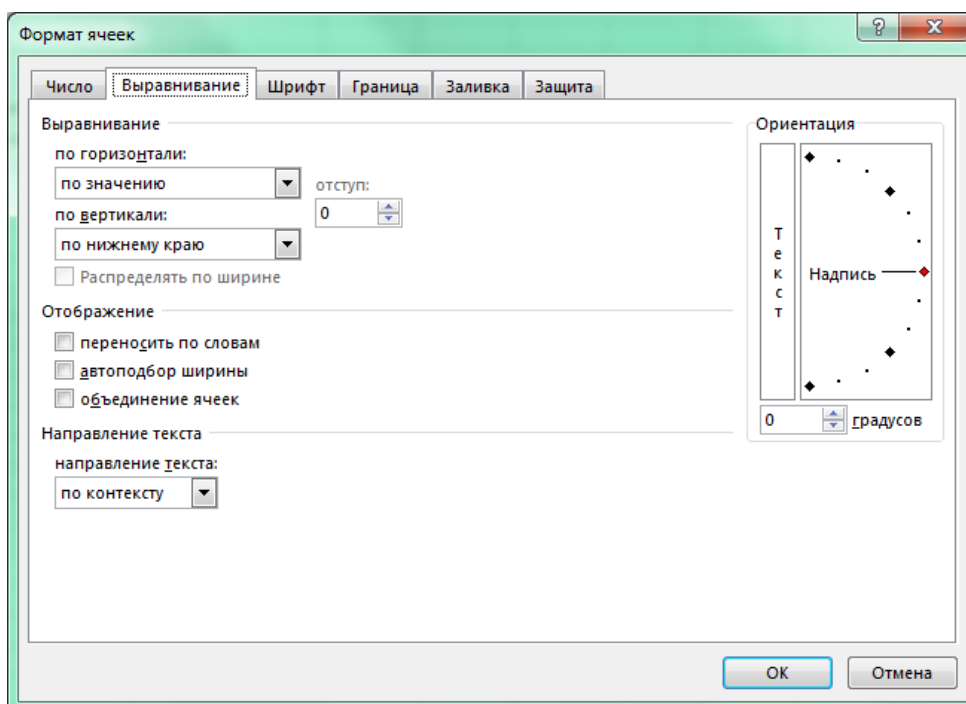 Формат ячеек
Число Выравнивание Шрифт Граница Заливка Защита
Выравнивание
по горизонтали:
по значению
отступ:
0
по вертикали:
по нижнему краю
Распределять по ширине
Отображение
переносить по словам
автоподбор ширины
объединение ячеек
Направление текста
направление текста:
по контексту
Ориентация
Текст
Надпись
0 градусов
ОК Отмена